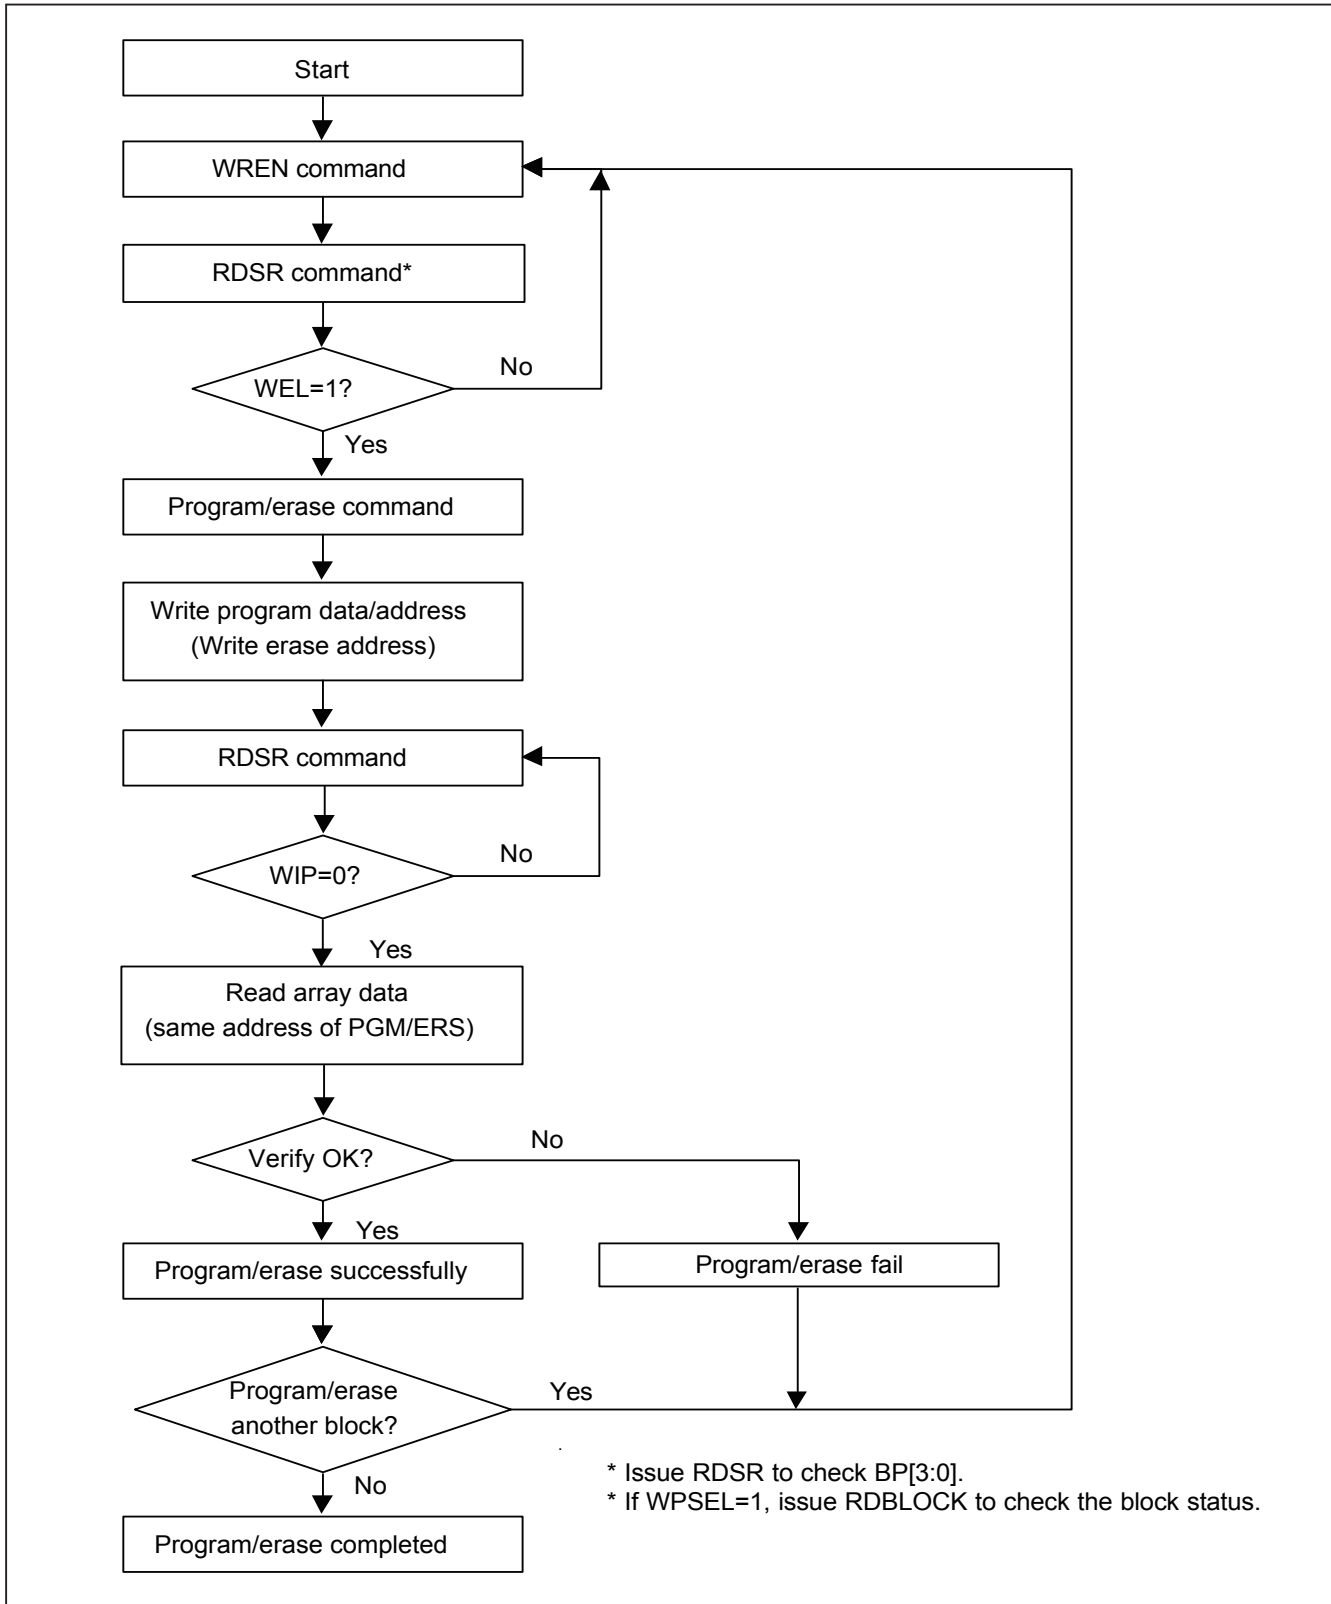 Start
WREN command
RDSR command*
WEL=1?
No
Yes
Program/erase command
Write program data/address
(Write erase address)
RDSR command
WIP=0?
No
Yes
Read array data
(same address of PGM/ERS)
Verify OK?
No
Yes
Program/erase successfully
Program/erase fail
Program/erase
another block?
Yes
No
* Issue RDSR to check BP[3:0].
* If WPSEL=1, issue RDBLOCK to check the block status.
Program/erase completed